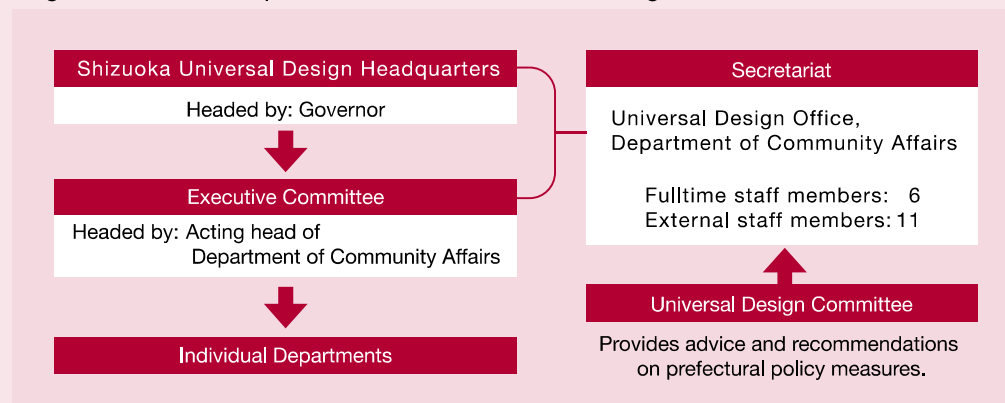 Shizuoka Universal Design Headquarters
Headed by: Governor
Executive Committee
Headed by: Acting head of
Department of Community Affairs
Individual Departments
Secretariat
Universal Design Office,
Department of Community Affairs
Fulltime staff members: 6
External staff members: 11
Universal Design Committee
Provides advice and recommendations
on prefectural policy measures.